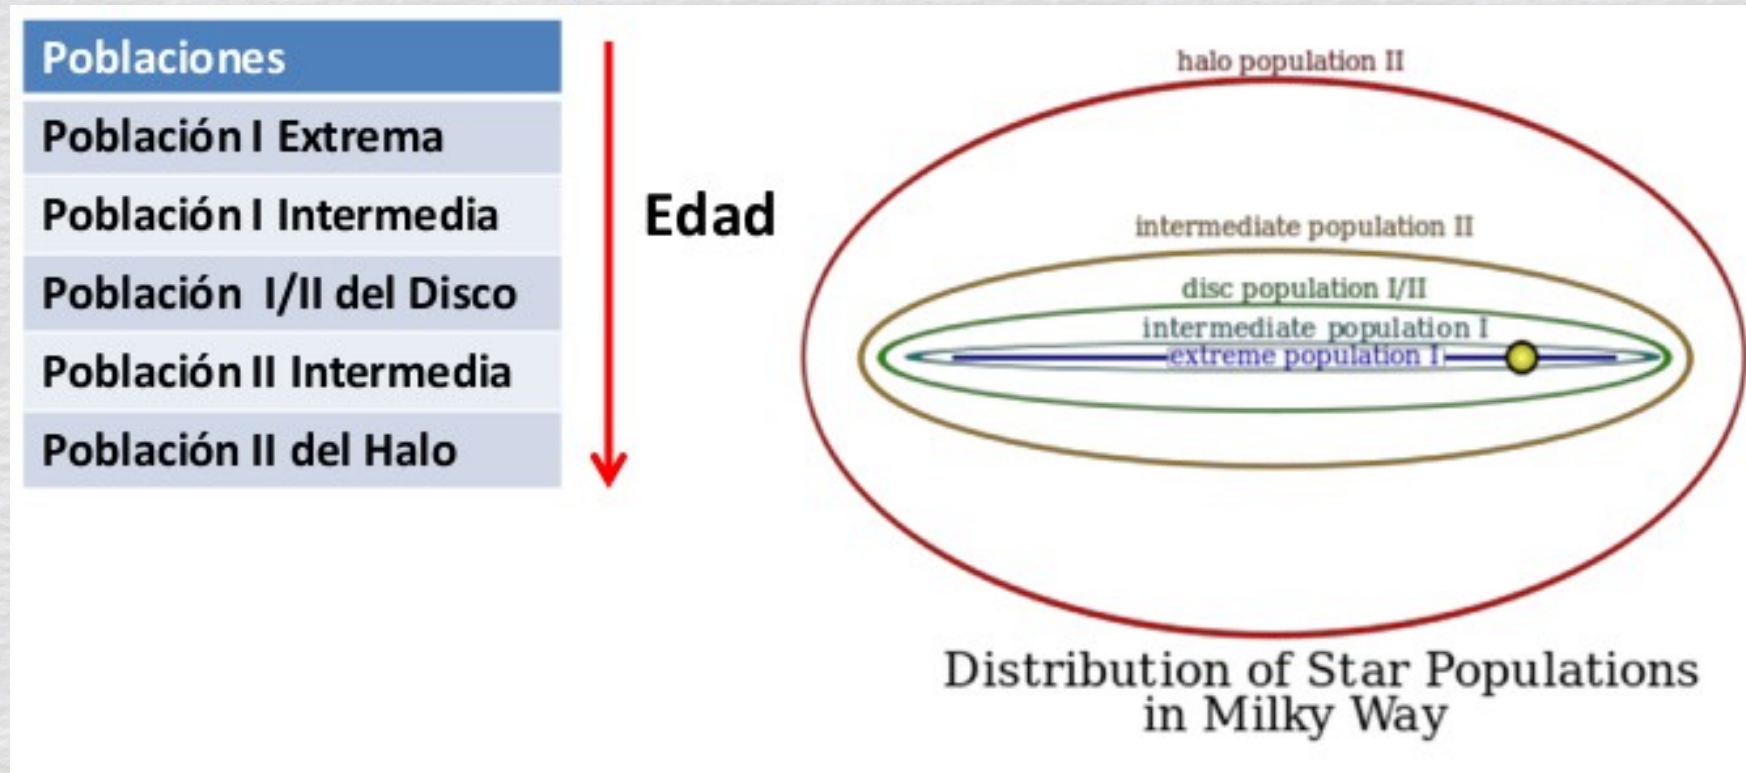 Poblaciones
Población I Extrema
Población I Intermedia
Población I/II del Disco
Población II Intermedia
Población II del Halo
Edad
halo population II
intermediate population II
disc population I/II
intermediate population I
extreme population I
Distribution of Star Populations
in Milky Way